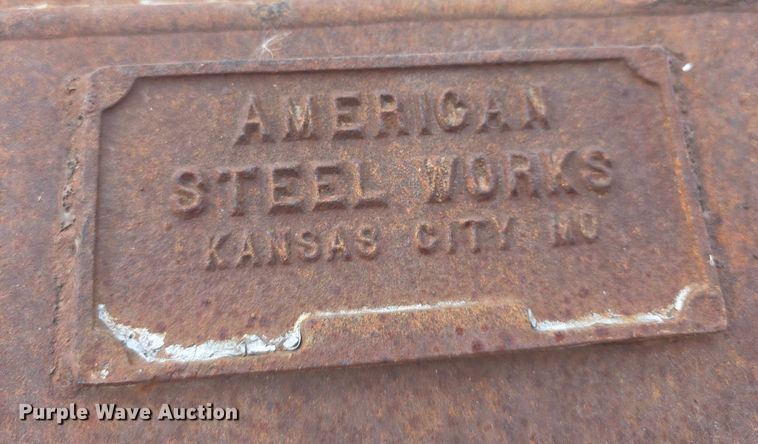 AMERICAN
STEEL WORKS
KANSAS CITY MO
Purple Wave Auction